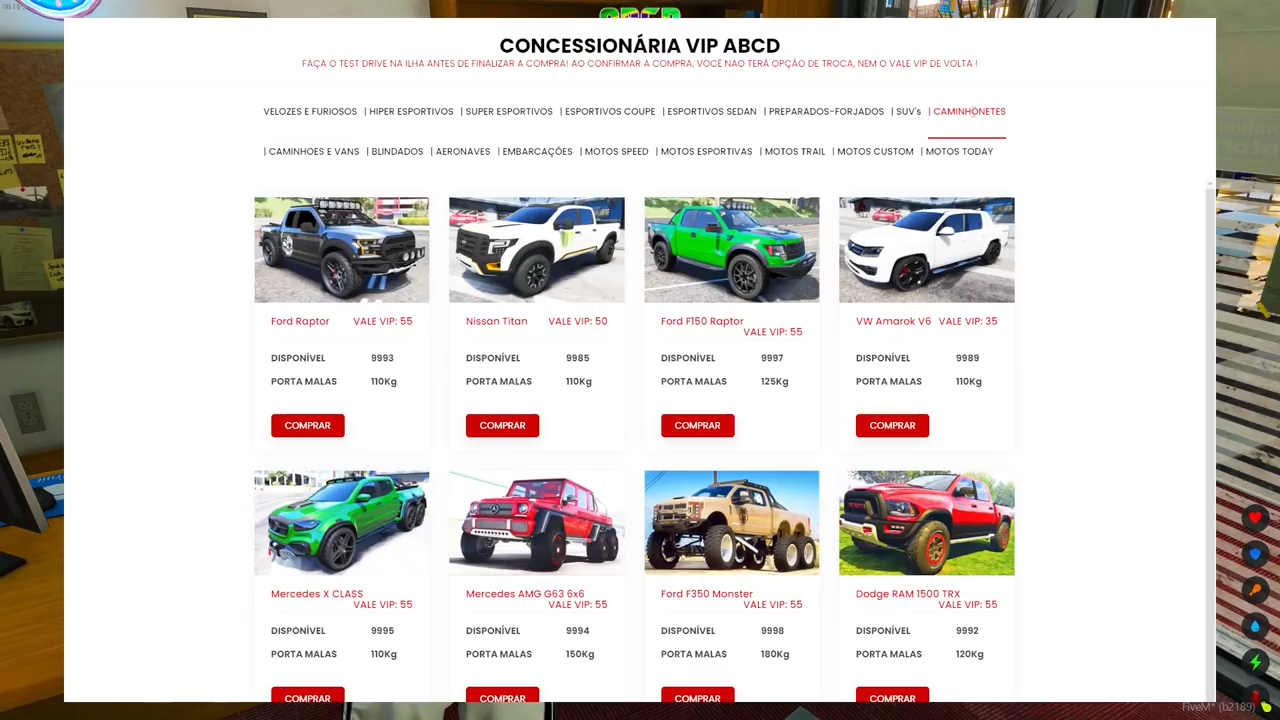 CONCESSIONÁRIA VIP ABCD
FAÇA O TEST DRIVE NA ILHA ANTES DE FINALIZAR A COMPRA! AO CONFIRMAR A COMPRA, VOCÊ NAO TERÁ OPÇÃO DE TROCA, NEM O VALE VIP DE VOLTA !
VELOZES E FURIOSOS | HIPER ESPORTIVOS | SUPER ESPORTIVOS | ESPORTIVOS COUPE | ESPORTIVOS SEDAN | PREPARADOS-FORJADOS | SUV's | CAMINHONETES
| CAMINHOES E VANS | BLINDADOS | AERONAVES | EMBARCAÇÕES | MOTOS SPEED | MOTOS ESPORTIVAS | MOTOS TRAIL | MOTOS CUSTOM | MOTOS TODAY
Ford Raptor VALE VIP: 55
DISPONÍVEL 9993
PORTA MALAS 110Kg
COMPRAR
Nissan Titan VALE VIP: 50
DISPONÍVEL 9985
PORTA MALAS 110Kg
COMPRAR
Ford F150 Raptor
VALE VIP: 55
DISPONÍVEL 9997
PORTA MALAS 125Kg
COMPRAR
VW Amarok V6 VALE VIP: 35
DISPONÍVEL 9989
PORTA MALAS 110Kg
COMPRAR
Mercedes X CLASS
VALE VIP: 55
DISPONÍVEL 9995
PORTA MALAS 110Kg
COMPRAR
Mercedes AMG G63 6x6
VALE VIP: 55
DISPONÍVEL 9994
PORTA MALAS 150Kg
COMPRAR
Ford F350 Monster
VALE VIP: 55
DISPONÍVEL 9998
PORTA MALAS 180Kg
COMPRAR
Dodge RAM 1500 TRX
VALE VIP: 55
DISPONÍVEL 9992
PORTA MALAS 120Kg
COMPRAR
FiveM* (b2189)